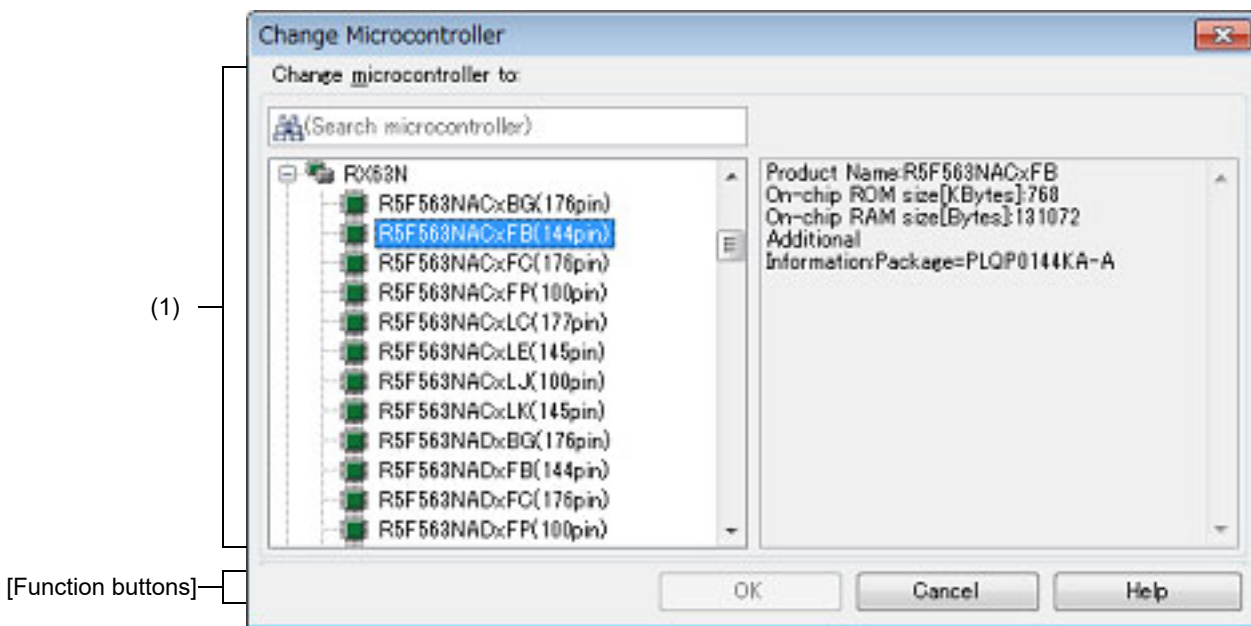 Change Microcontroller
Change microcontroller to:
(Search microcontroller)
RX63N
R5F563NACxBG(176pin)
R5F563NACxFB(144pin)
R5F563NACxFC(176pin)
R5F563NACxFP(100pin)
R5F563NACxLC(177pin)
R5F563NACxLE(145pin)
R5F563NACxLJ(100pin)
R5F563NACxLK(145pin)
R5F563NADxBG(176pin)
R5F563NADxFB(144pin)
R5F563NADxFC(176pin)
R5F563NADxFP(100pin)
Product Name:R5F563NACxFB
On-chip ROM size[KBytes]:768
On-chip RAM size[Bytes]:131072
Additional
Information:Package=PLQP0144KA-A
(1)
[Function buttons]
OK
Cancel
Help